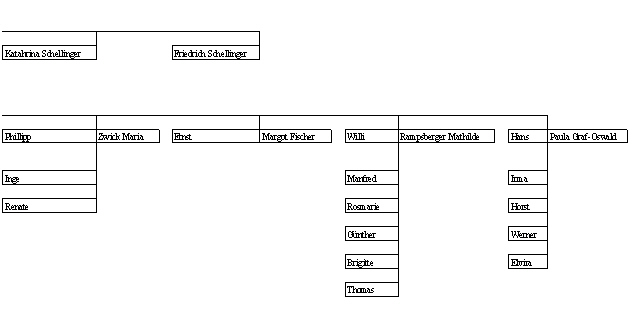 Katahrina Schellinger Friedrich Schellinger
Phillipp Zwick Maria Ernst Margot Fischer Willi Rampsberger Mathilde Hans Paula Graf-Oswald
Inge Manfred Irma
Renate Rosmarie Horst
Günther Werner
Brigitte Elvira
Thomas